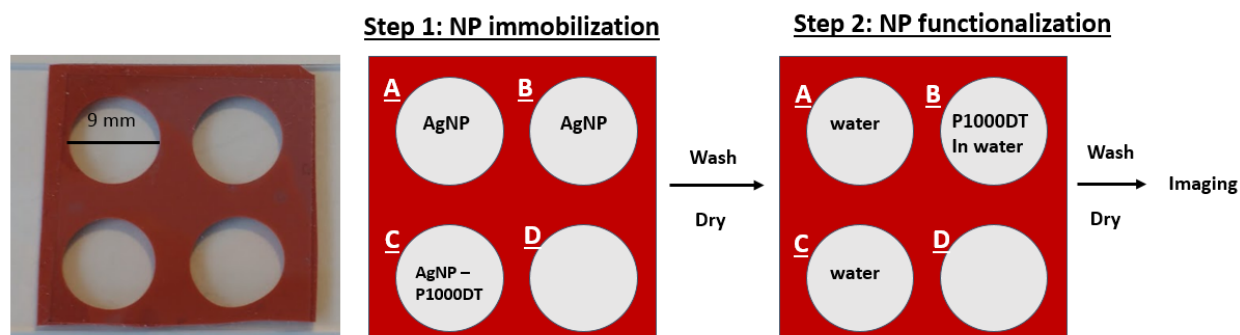 Step 1: NP immobilization
Step 2: NP functionalization
9 mm
A
AgNP
B
AgNP
C
AgNP –
P1000DT
D
Wash
Dry
A
water
B
P1000DT
In water
C
water
D
Wash
Dry
Imaging